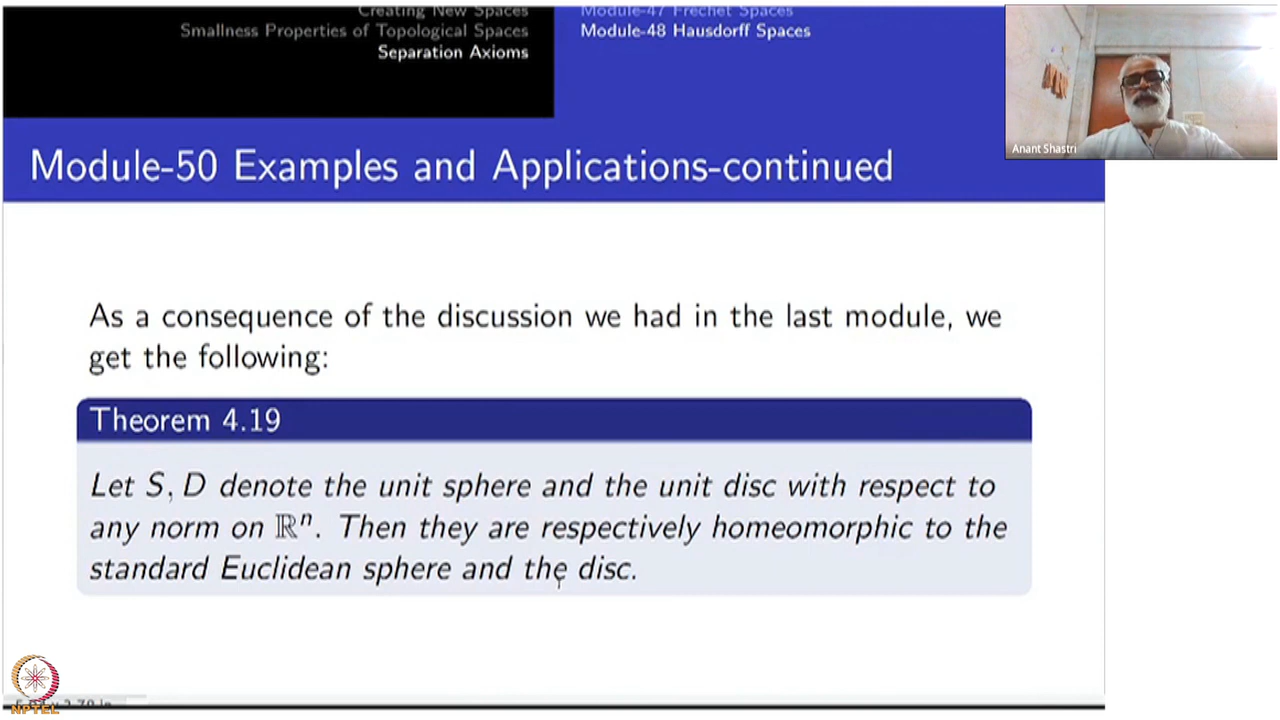 Creating New Spaces
Smallness Properties of Topological Spaces
Separation Axioms
Module-47 Frechet Spaces
Module-48 Hausdorff Spaces
Anant Shastri
Module-50 Examples and Applications-continued
As a consequence of the discussion we had in the last module, we
get the following:
Theorem 4.19
Let S, D denote the unit sphere and the unit disc with respect to
any norm on ℝⁿ. Then they are respectively homeomorphic to the
standard Euclidean sphere and the disc.
NPTEL